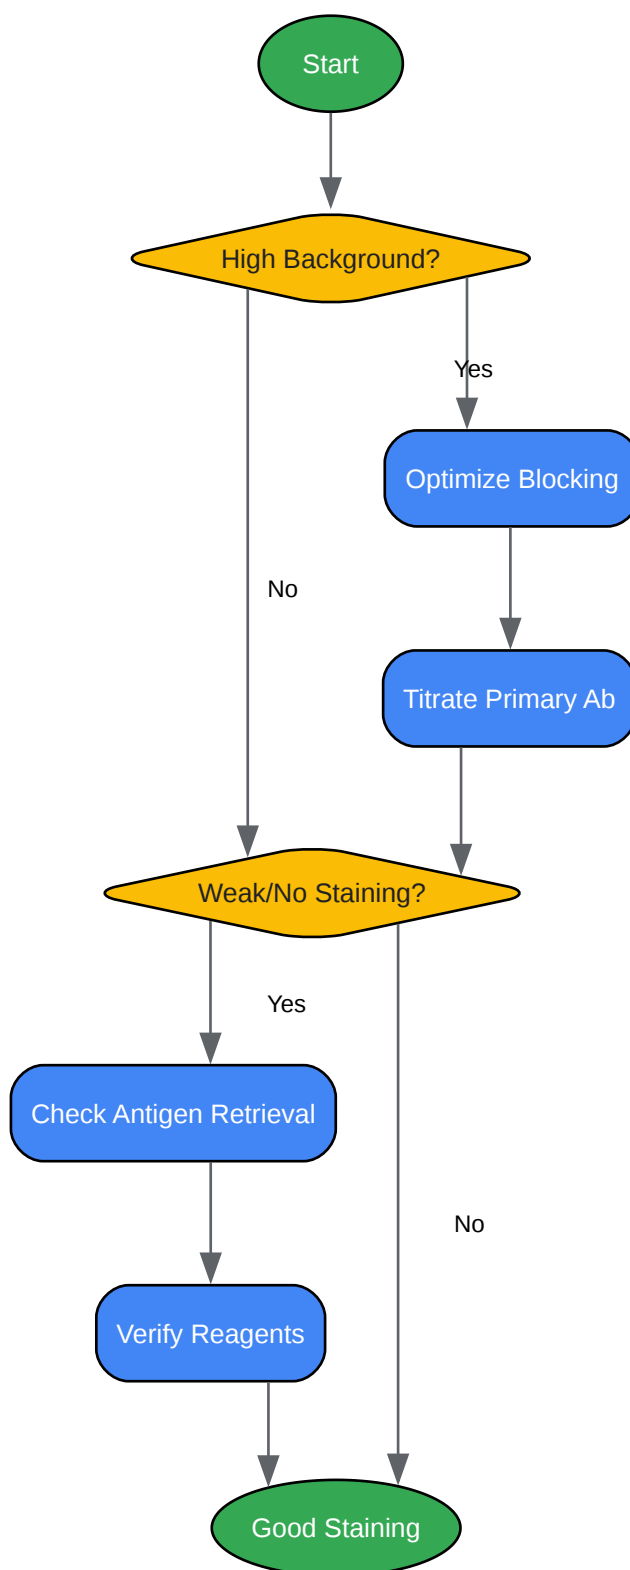 Start
High Background?
Yes
Optimize Blocking
No
Titrate Primary Ab
Weak/No Staining?
Yes
Check Antigen Retrieval
No
Verify Reagents
Good Staining